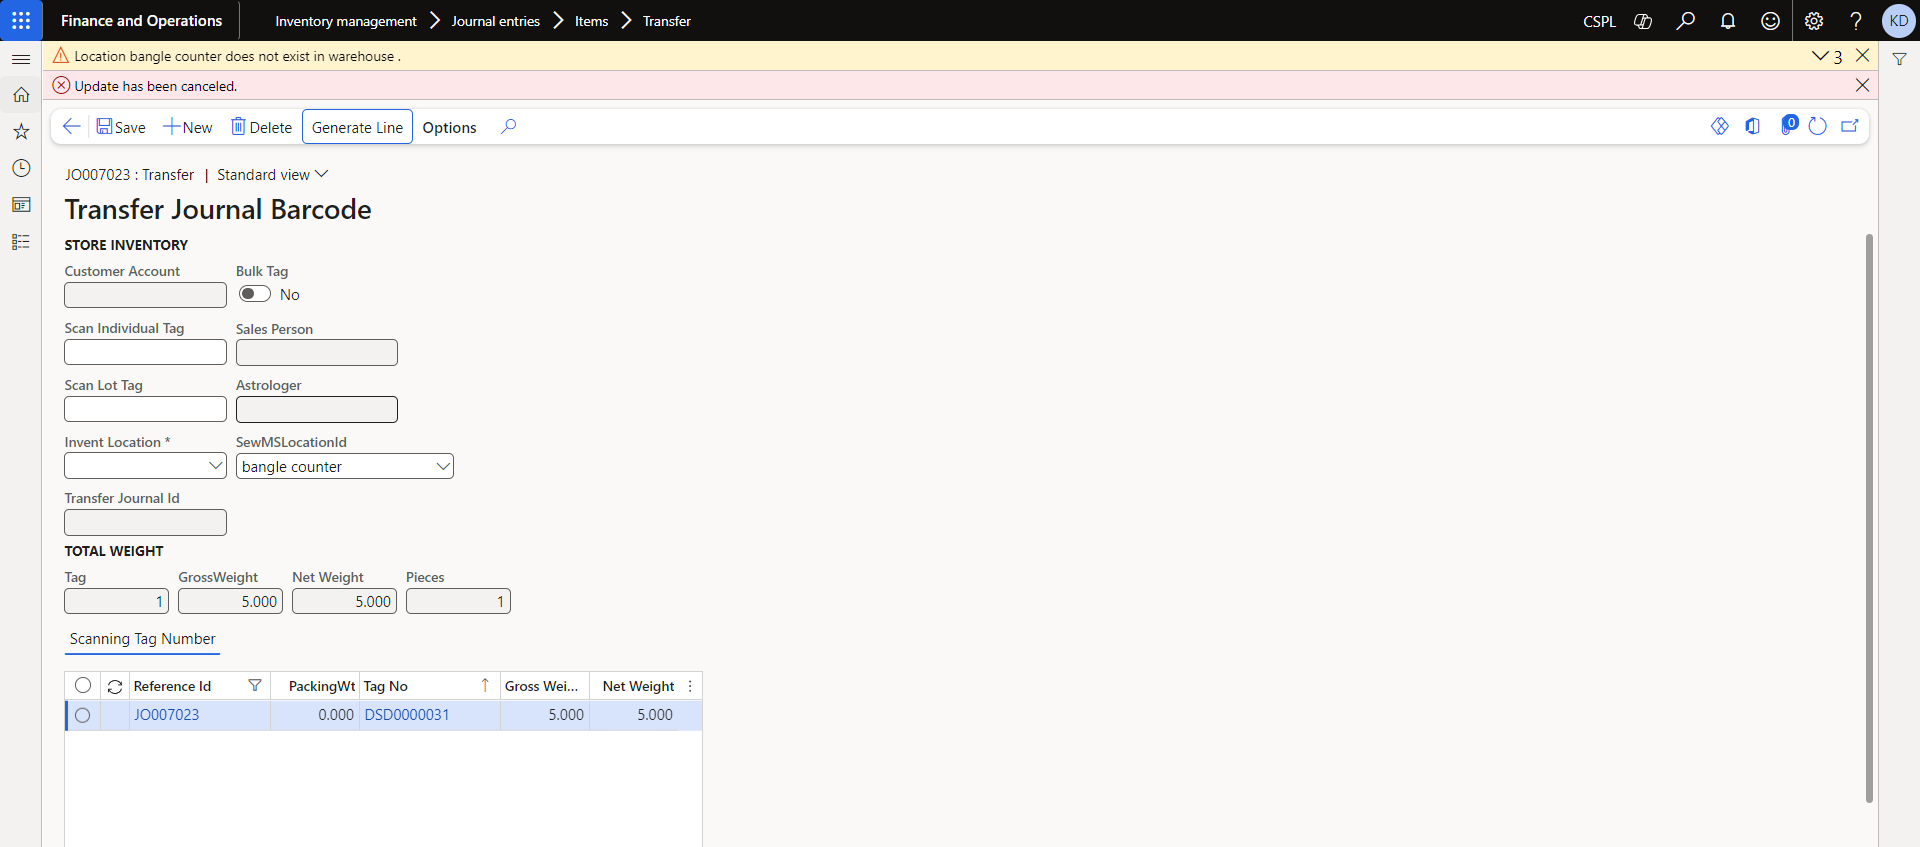 Finance and Operations
Inventory management Journal entries Items Transfer
CSPL
?
KD
Location bangle counter does not exist in warehouse .
3
Update has been canceled.
Save New Delete Generate Line Options
0
JO007023 : Transfer | Standard view
Transfer Journal Barcode
STORE INVENTORY
Customer Account Bulk Tag
No
Scan Individual Tag Sales Person
Scan Lot Tag Astrologer
Invent Location * SewMSLocationId
bangle counter
Transfer Journal Id
TOTAL WEIGHT
Tag GrossWeight Net Weight Pieces
1 5.000 5.000 1
Scanning Tag Number
Reference Id PackingWt Tag No Gross Wei... Net Weight
JO007023 0.000 DSD0000031 5.000 5.000